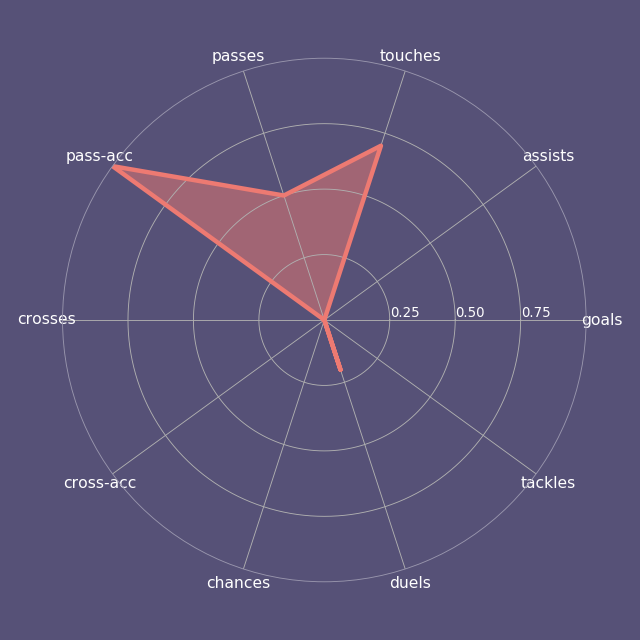 passes
touches
pass-acc
assists
crosses
0.25
0.50
0.75
goals
cross-acc
tackles
chances
duels